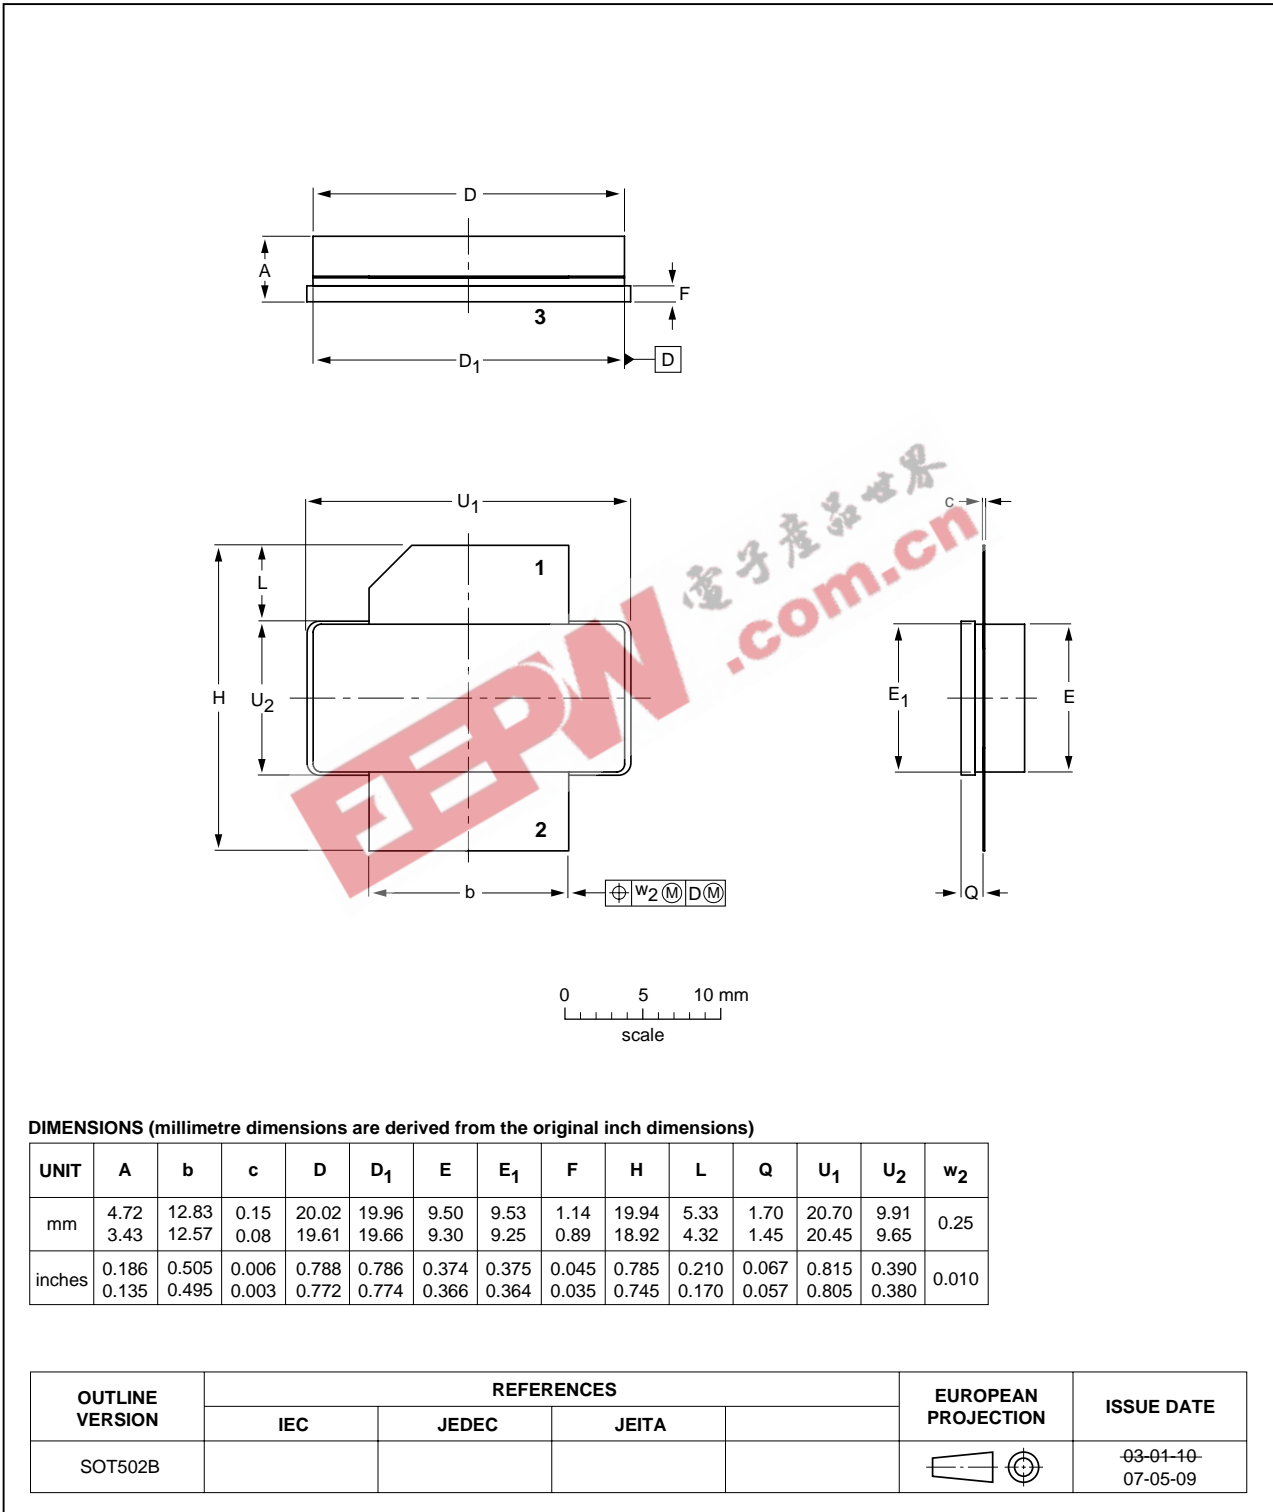 D
A
F
3
D1
D
U1
c
1
L
H
U2
E1
E
2
b
w2 M D M
Q
EEPW
電子產品世界
.com.cn
0 5 10 mm
scale
DIMENSIONS (millimetre dimensions are derived from the original inch dimensions)
UNIT A b c D D1 E E1 F H L Q U1 U2 w2
mm 4.72 12.83 0.15 20.02 19.96 9.50 9.53 1.14 19.94 5.33 1.70 20.70 9.91 0.25
3.43 12.57 0.08 19.61 19.66 9.30 9.25 0.89 18.92 4.32 1.45 20.45 9.65
inches 0.186 0.505 0.006 0.788 0.786 0.374 0.375 0.045 0.785 0.210 0.067 0.815 0.390 0.010
0.135 0.495 0.003 0.772 0.774 0.366 0.364 0.035 0.745 0.170 0.057 0.805 0.380
OUTLINE VERSION REFERENCES EUROPEAN PROJECTION ISSUE DATE
IEC JEDEC JEITA
SOT502B 03-01-10
07-05-09